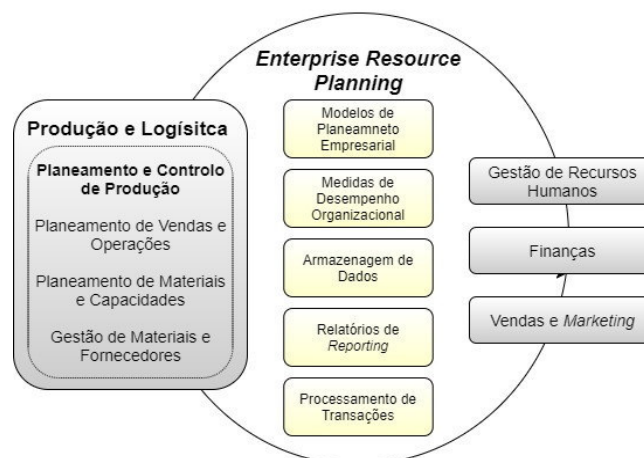 Enterprise Resource
Planning
Produção e Logísitca
Planeamento e Controlo
de Produção
Planeamento de Vendas e
Operações
Planeamento de Materiais
e Capacidades
Gestão de Materiais e
Fornecedores
Modelos de
Planeamneto
Empresarial
Medidas de
Desempenho
Organizacional
Armazenagem de
Dados
Relatórios de
Reporting
Processamento de
Transações
Gestão de Recursos
Humanos
Finanças
Vendas e Marketing